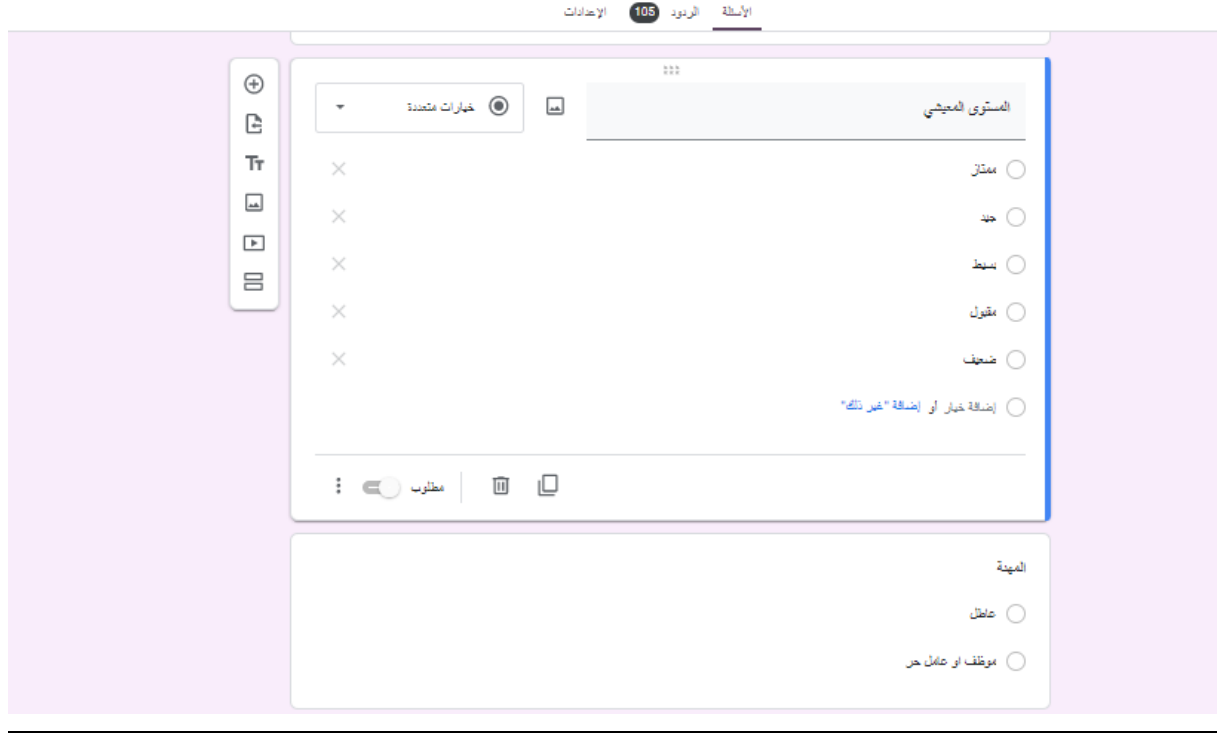 الأسئلة الردود 105 الإعدادات
المستوى المعيشي
خيارات متعددة
ممتاز
جيد
بسيط
مقبول
ضعيف
إضافة خيار أو إضافة "غير ذلك"
مطلوب
المهنة
عاطل
موظف او عامل حر